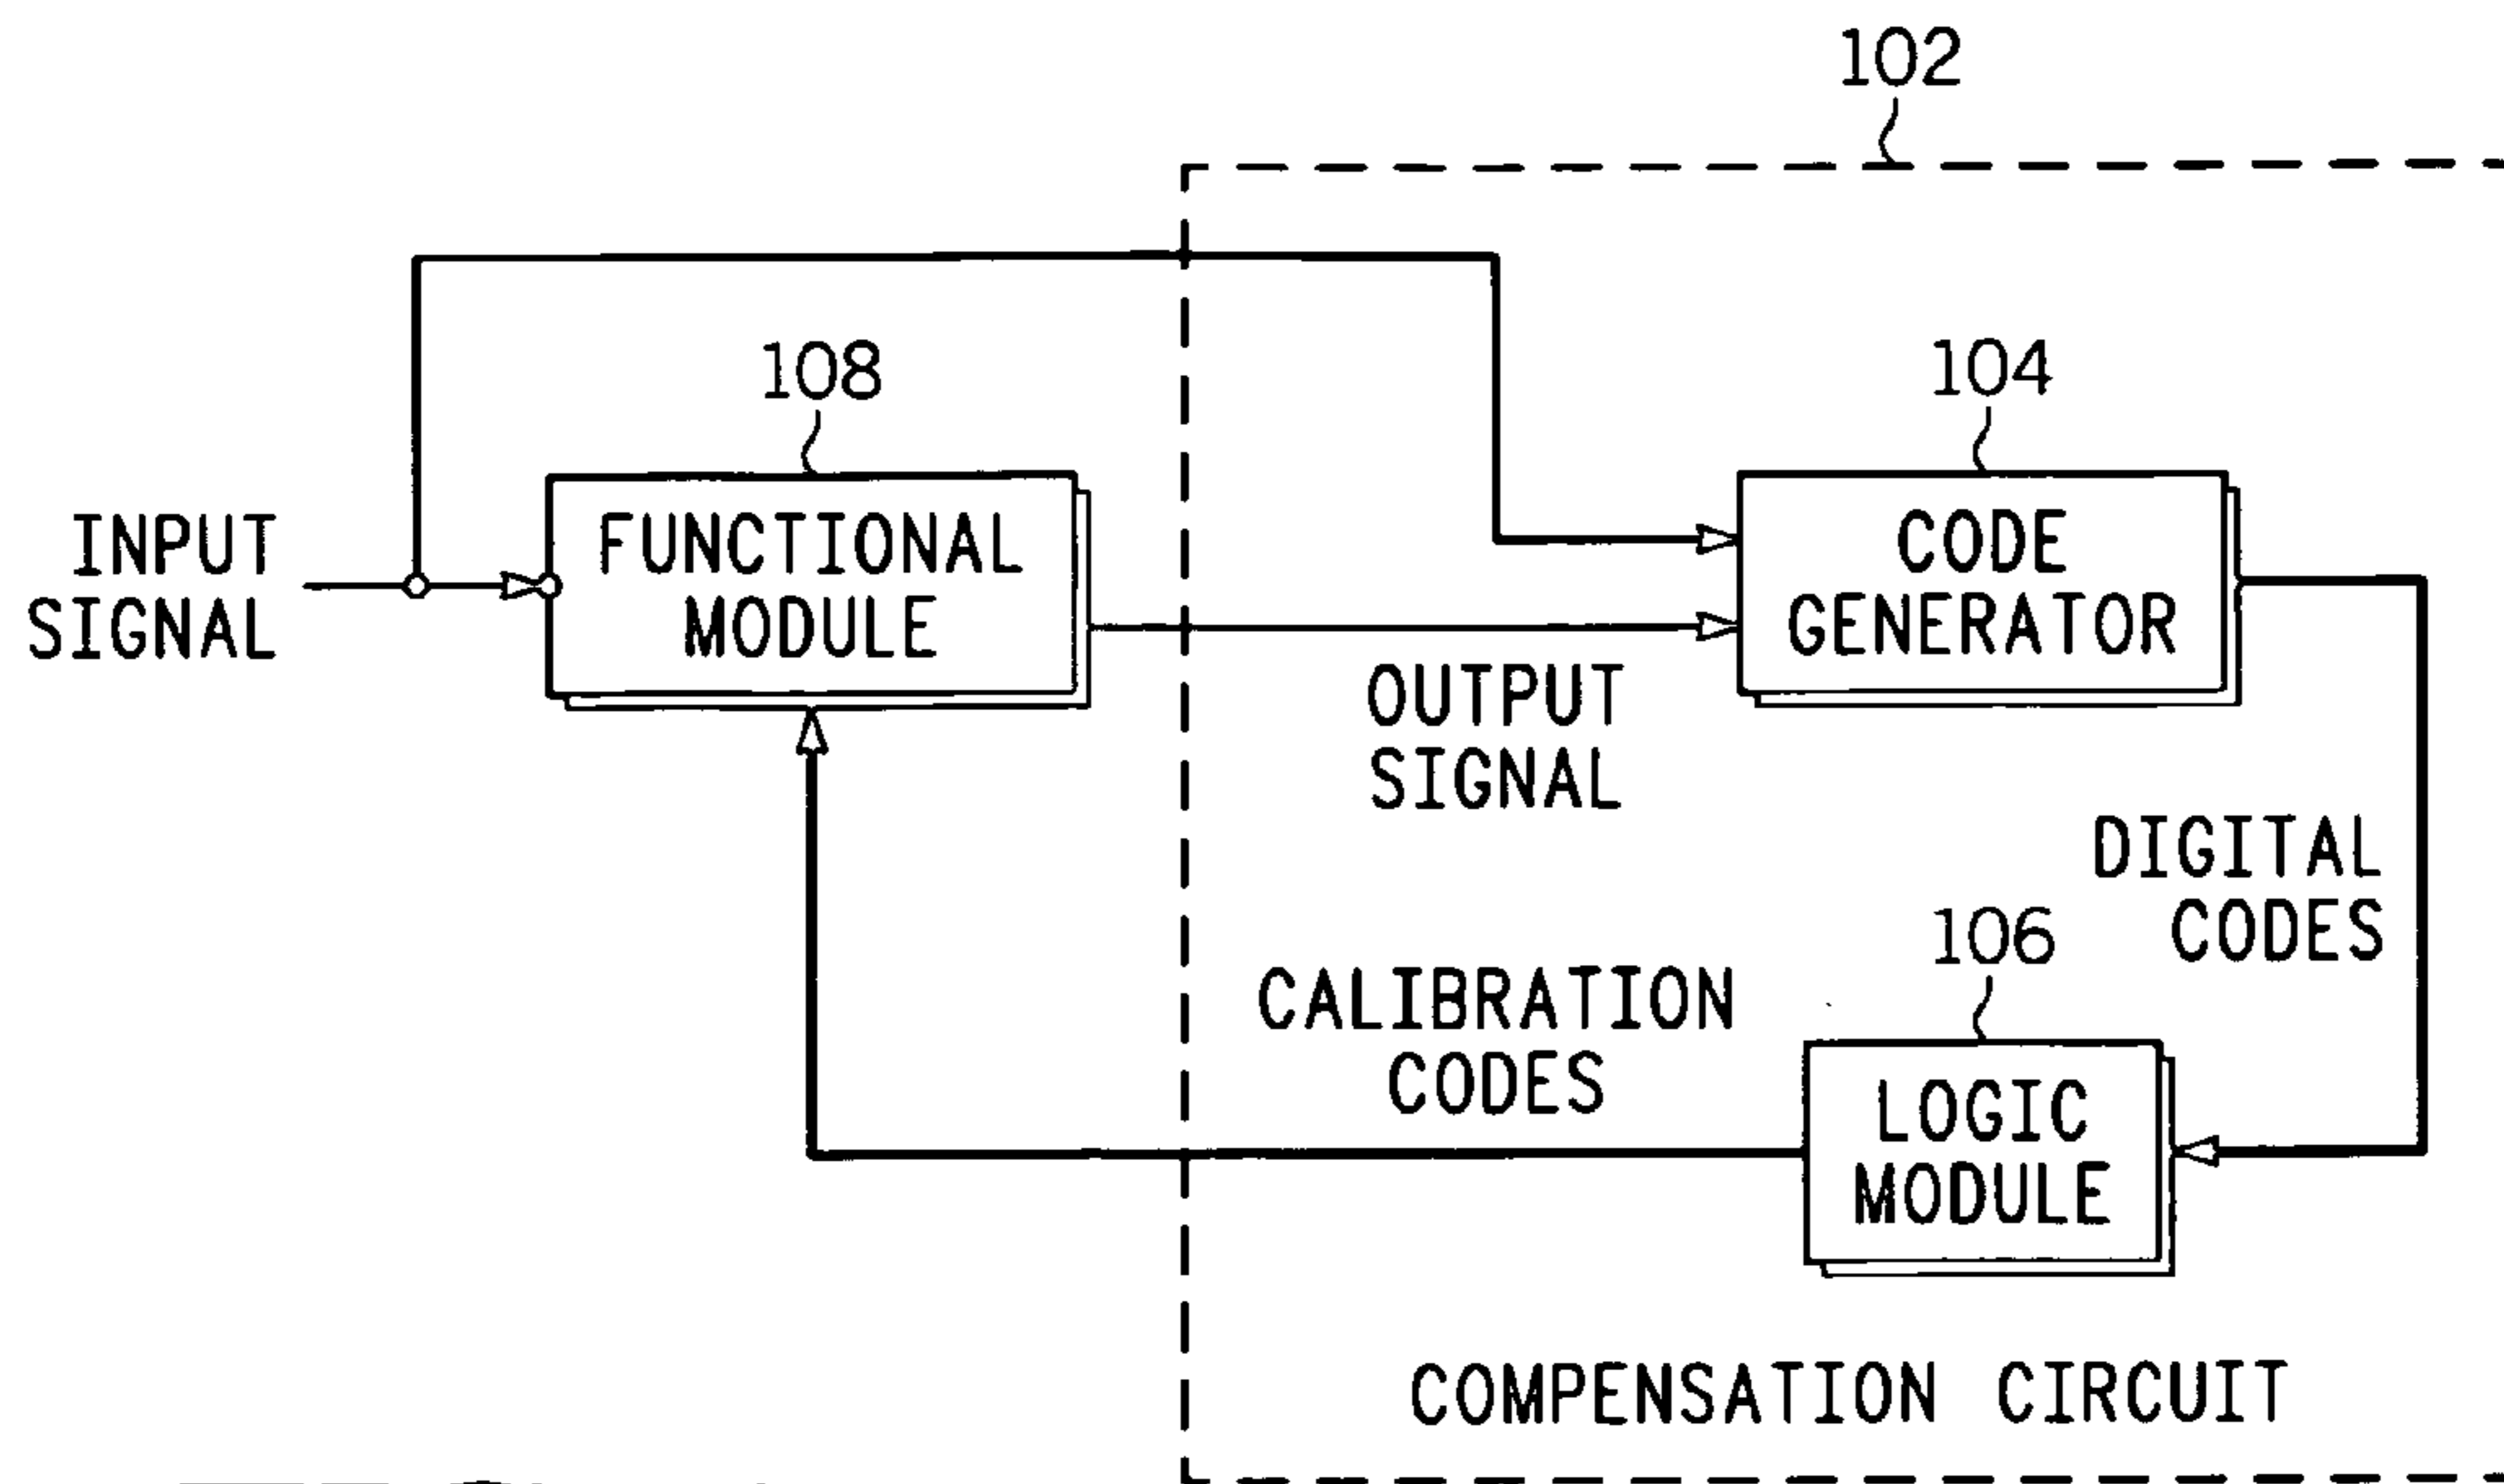 102
108
104
INPUT
SIGNAL
FUNCTIONAL
MODULE
CODE
GENERATOR
OUTPUT
SIGNAL
DIGITAL
CODES
106
CALIBRATION
CODES
LOGIC
MODULE
COMPENSATION CIRCUIT